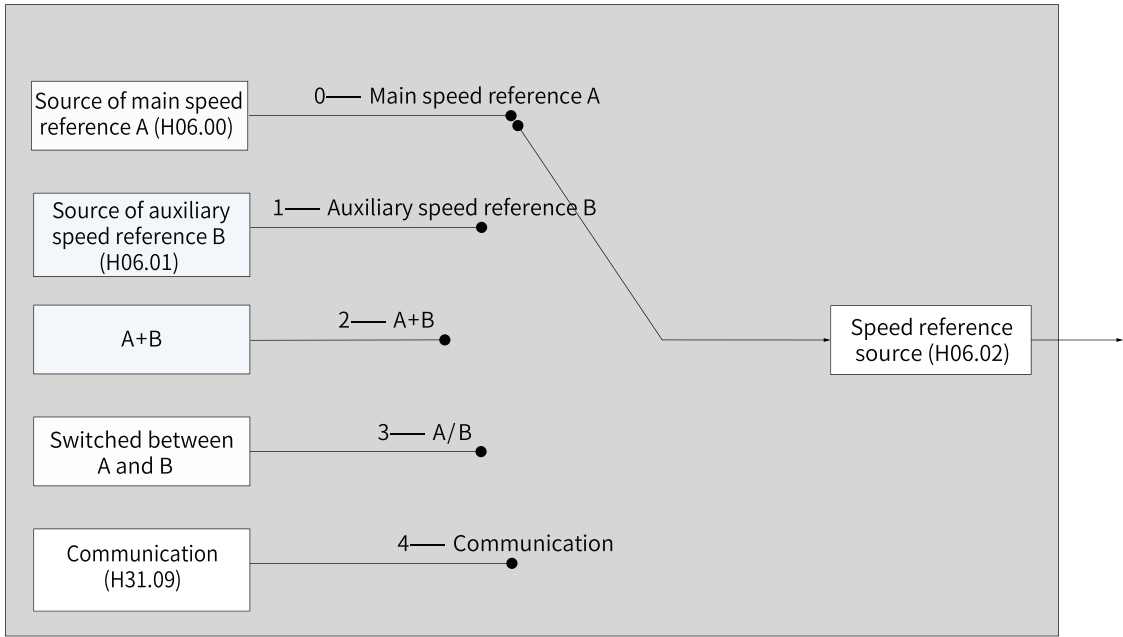 Source of main speed
reference A (H06.00)
0— Main speed reference A
Source of auxiliary
speed reference B
(H06.01)
1— Auxiliary speed reference B
A+B
2— A+B
Speed reference
source (H06.02)
Switched between
A and B
3— A/B
Communication
(H31.09)
4— Communication